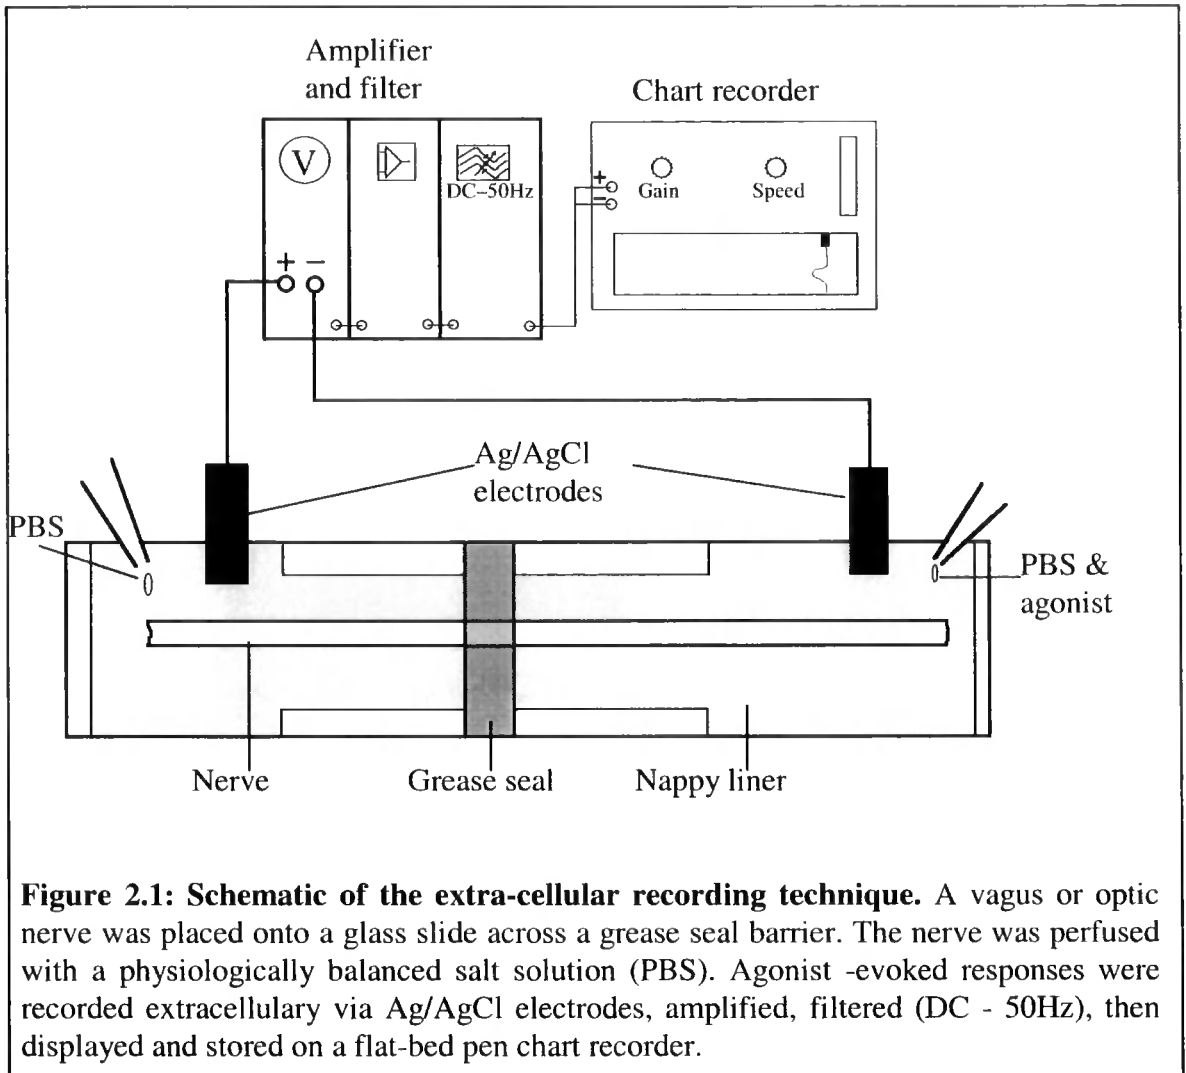 Amplifier
and filter
Chart recorder
V
DC–50Hz
+ −
+
−
Gain
Speed
Ag/AgCl
electrodes
PBS
PBS &
agonist
Nerve
Grease seal
Nappy liner
Figure 2.1: Schematic of the extra-cellular recording technique. A vagus or optic
nerve was placed onto a glass slide across a grease seal barrier. The nerve was perfused
with a physiologically balanced salt solution (PBS). Agonist -evoked responses were
recorded extracellulary via Ag/AgCl electrodes, amplified, filtered (DC - 50Hz), then
displayed and stored on a flat-bed pen chart recorder.